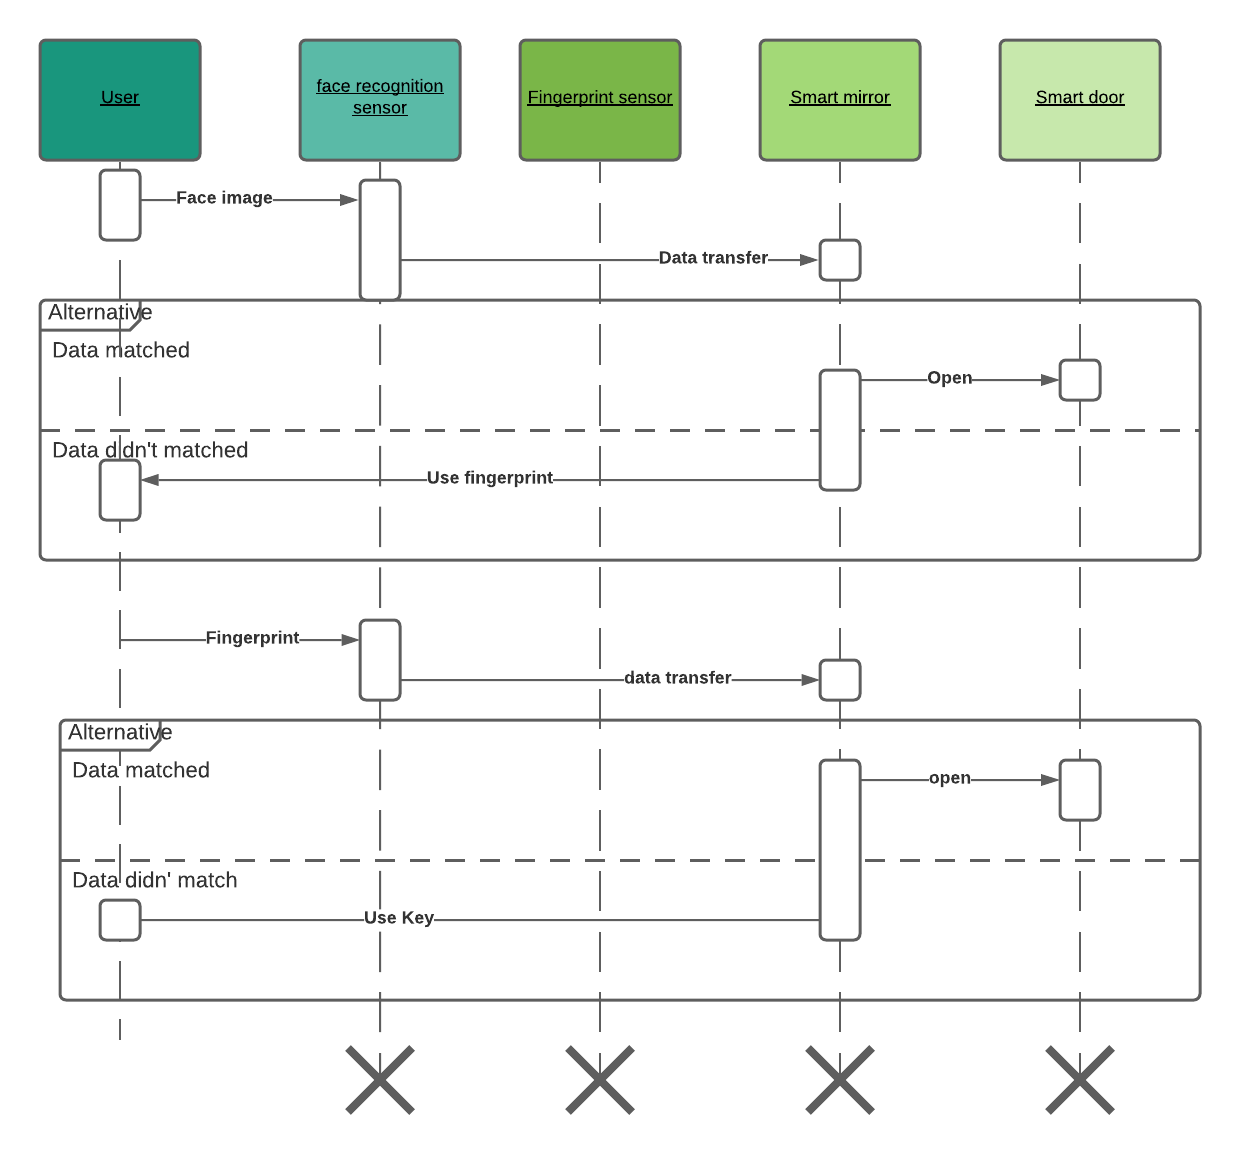 User
face recognition
sensor
Fingerprint sensor
Smart mirror
Smart door
Face image
Data transfer
Alternative
Data matched
Open
Data didn't matched
Use fingerprint
Fingerprint
data transfer
Alternative
Data matched
open
Data didn' match
Use Key